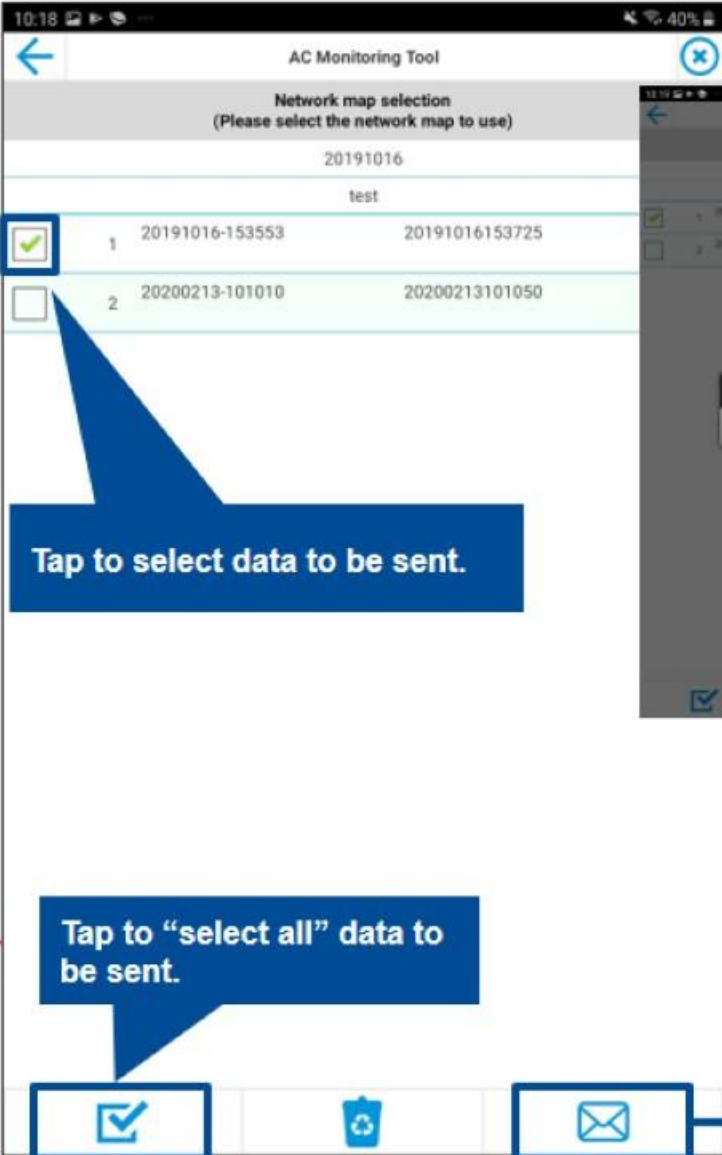 10:18
40%
AC Monitoring Tool
Network map selection
(Please select the network map to use)
20191016
test
1 20191016-153553 20191016153725
2 20200213-101010 20200213101050
Tap to select data to be sent.
Tap to “select all” data to
be sent.